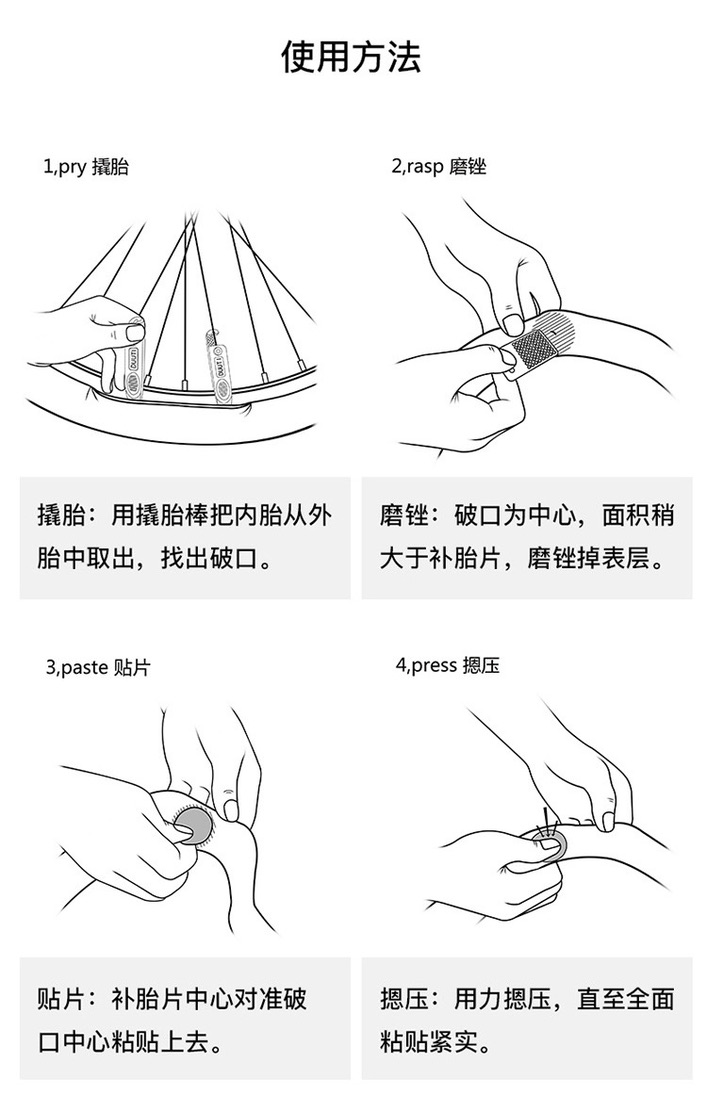 使用方法
1,pry 撬胎
2,rasp 磨锉
DUUTI
DUUTI
撬胎：用撬胎棒把内胎从外
胎中取出，找出破口。
磨锉：破口为中心，面积稍
大于补胎片，磨锉掉表层。
3,paste 贴片
4,press 摁压
贴片：补胎片中心对准破
口中心粘贴上去。
摁压：用力摁压，直至全面
粘贴紧实。